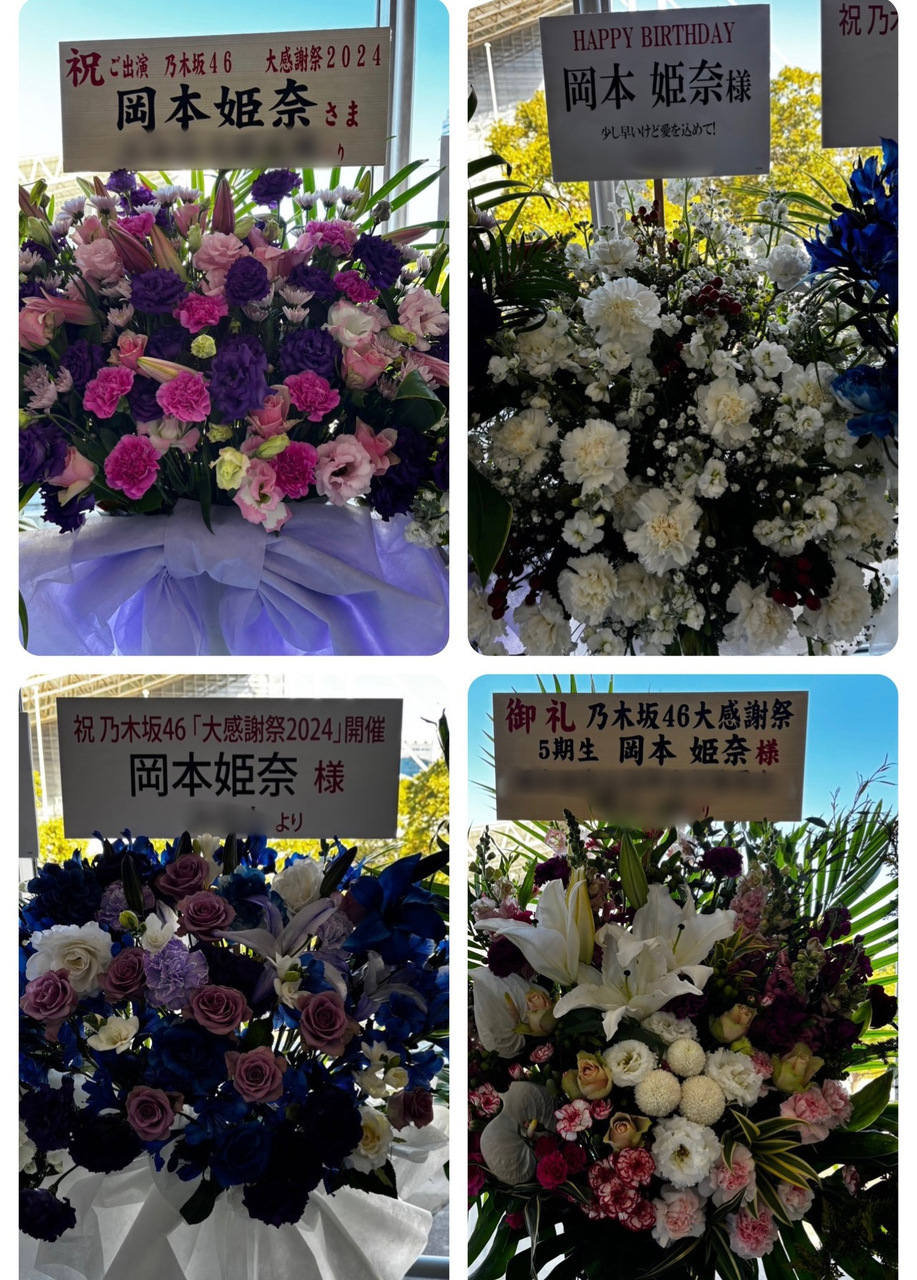 祝 ご出演 乃木坂46 大感謝祭2024
岡本姫奈さま
り
HAPPY BIRTHDAY
岡本 姫奈様
少し早いけど愛を込めて!
祝 乃木
祝 乃木坂46「大感謝祭2024」開催
岡本姫奈 様
より
御礼 乃木坂46大感謝祭
5期生 岡本 姫奈様